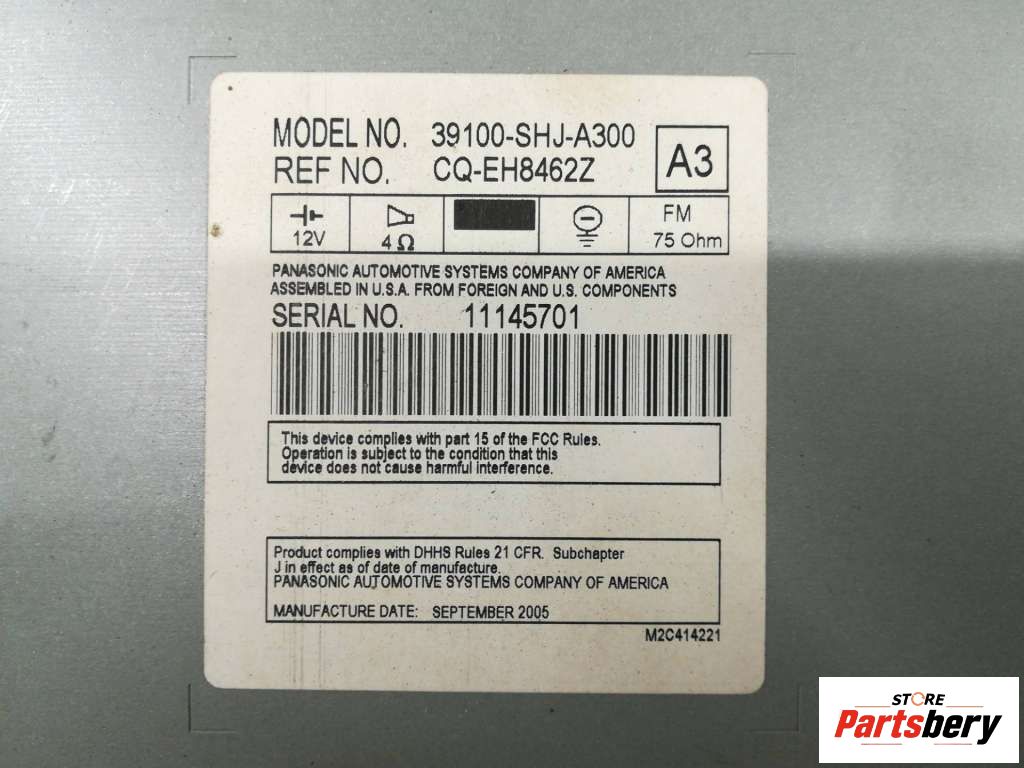 MODEL NO. 39100-SHJ-A300
REF NO. CQ-EH8462Z
A3
12V
4 Ω
FM
75 Ohm
PANASONIC AUTOMOTIVE SYSTEMS COMPANY OF AMERICA
ASSEMBLED IN U.S.A. FROM FOREIGN AND U.S. COMPONENTS
SERIAL NO. 11145701
This device complies with part 15 of the FCC Rules.
Operation is subject to the condition that this
device does not cause harmful interference.
Product complies with DHHS Rules 21 CFR. Subchapter
J in effect as of date of manufacture.
PANASONIC AUTOMOTIVE SYSTEMS COMPANY OF AMERICA
MANUFACTURE DATE: SEPTEMBER 2005
M2C414221
STORE
Partsbery